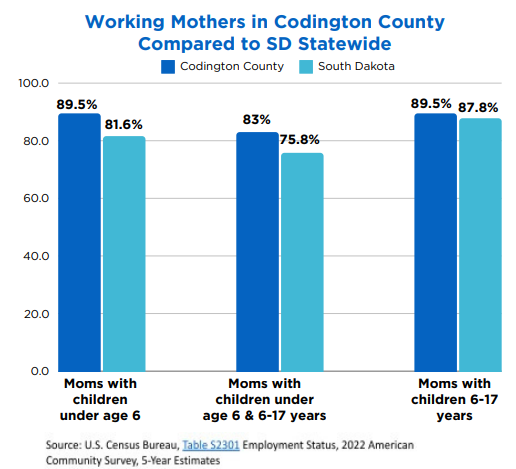 Working Mothers in Codington County
Compared to SD Statewide
Codington County South Dakota
100.0
80.0
60.0
40.0
20.0
0.0
89.5% 81.6%
83% 75.8%
89.5% 87.8%
Moms with
children
under age 6
Moms with
children under
age 6 & 6-17 years
Moms with
children 6-17
years
Source: U.S. Census Bureau, Table S2301 Employment Status, 2022 American
Community Survey, 5-Year Estimates